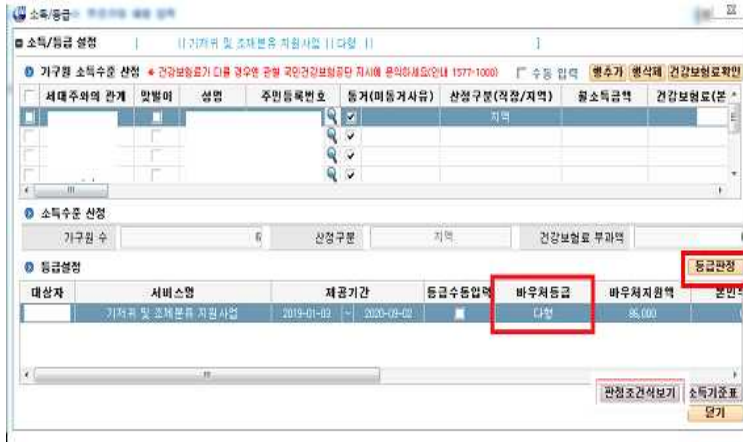 소득/등급
소득/등급 설정 [ || 기저귀 및 조제분유 지원사업 || 다형 || ]
가구원 소득수준 산정 * 건강보험료가 다를 경우엔 관할 국민건강보험공단 지사에 문의하세요(안내 1577-1000) 수동 입력 행추가 행삭제 건강보험료확인
세대주와의 관계 맞벌이 성명 주민등록번호 동거(미동거사유) 산정구분(직장/지역) 월소득금액 건강보험료(본
지역
소득수준 산정
가구원 수 6 산정구분 지역 건강보험료 부과액
등급설정 등급판정
대상자 서비스명 제공기간 등급수동입력 바우처등급 바우처지원액 본인부
기저귀 및 조제분유 지원사업 2019-01-03 ~ 2020-09-02 다형 86,000
판정조건식보기 소득기준표
닫기